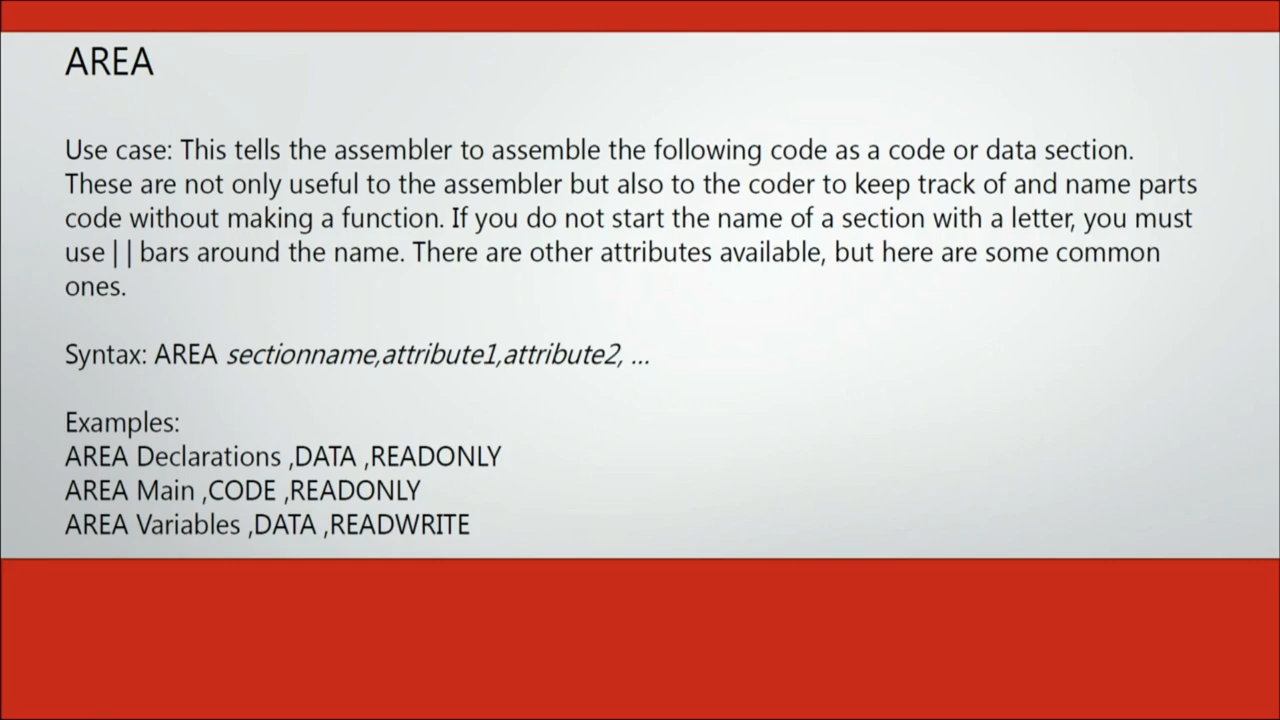 AREA
Use case: This tells the assembler to assemble the following code as a code or data section.
These are not only useful to the assembler but also to the coder to keep track of and name parts
code without making a function. If you do not start the name of a section with a letter, you must
use | | bars around the name. There are other attributes available, but here are some common
ones.
Syntax: AREA sectionname,attribute1,attribute2, ...
Examples:
AREA Declarations ,DATA ,READONLY
AREA Main ,CODE ,READONLY
AREA Variables ,DATA ,READWRITE